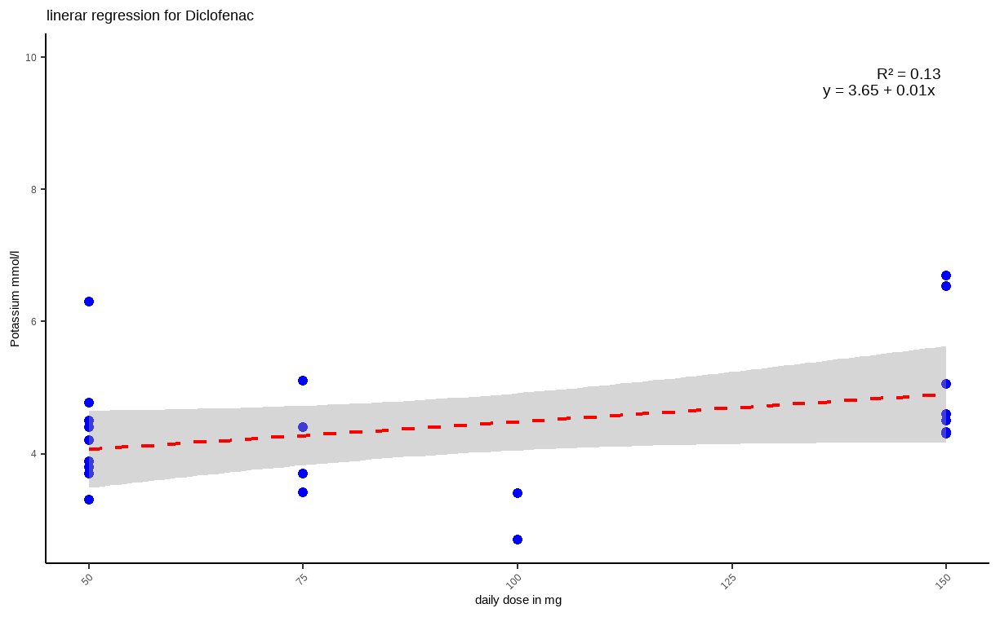 linerar regression for Diclofenac
R² = 0.13
y = 3.65 + 0.01x
10
8
6
4
Potassium mmol/l
50
75
100
125
150
daily dose in mg